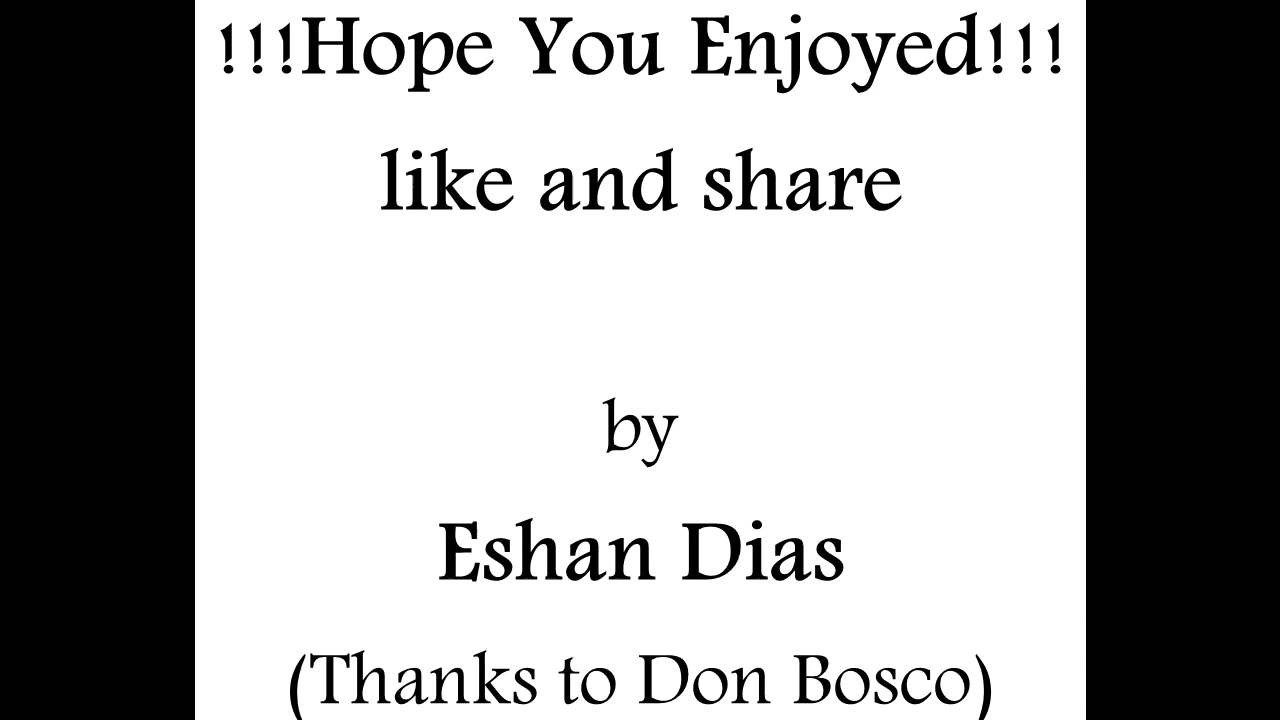 !!!Hope You Enjoyed!!!
like and share
by
Eshan Dias
(Thanks to Don Bosco)